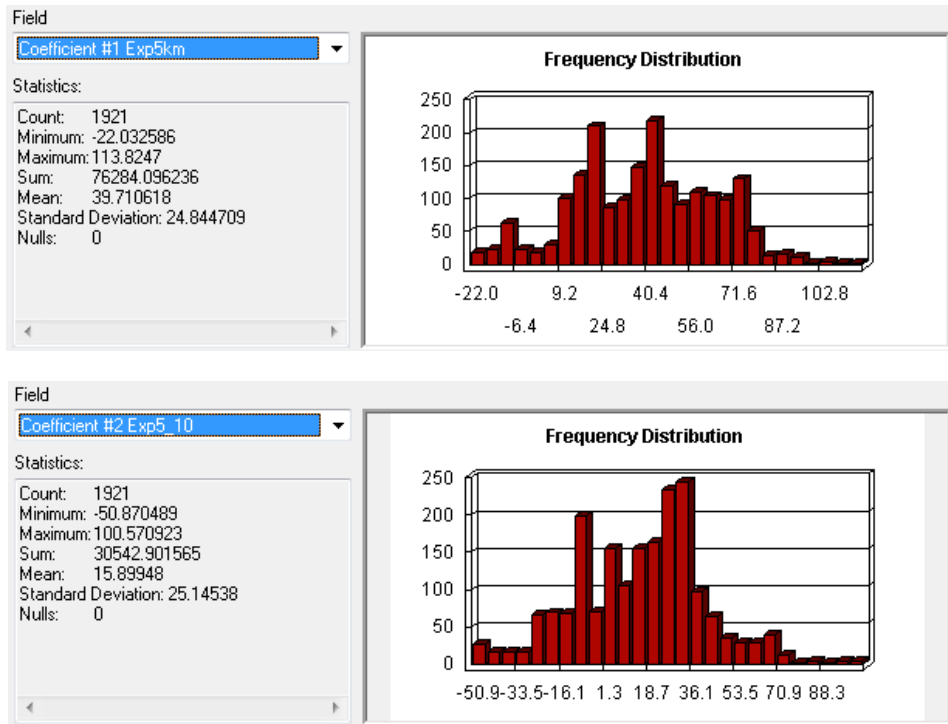 Field
Coefficient #1 Exp5km
Statistics:
Count: 1921
Minimum: -22.032586
Maximum: 113.8247
Sum: 76284.096236
Mean: 39.710618
Standard Deviation: 24.844709
Nulls: 0
Frequency Distribution
250
200
150
100
50
0
-22.0 9.2 40.4 71.6 102.8
-6.4 24.8 56.0 87.2
Field
Coefficient #2 Exp5_10
Statistics:
Count: 1921
Minimum: -50.870489
Maximum: 100.570923
Sum: 30542.901565
Mean: 15.89948
Standard Deviation: 25.14538
Nulls: 0
Frequency Distribution
250
200
150
100
50
0
-50.9 -33.5 -16.1 1.3 18.7 36.1 53.5 70.9 88.3